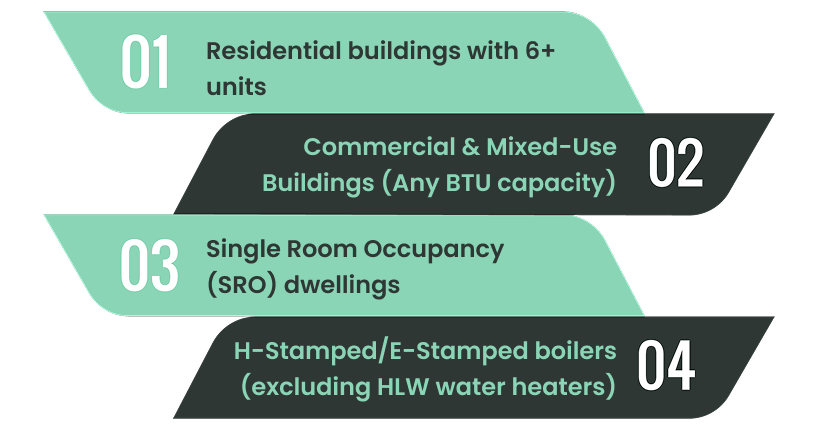 01
Residential buildings with 6+
units
Commercial & Mixed-Use
Buildings (Any BTU capacity)
02
03
Single Room Occupancy
(SRO) dwellings
H-Stamped/E-Stamped boilers
(excluding HLW water heaters)
04